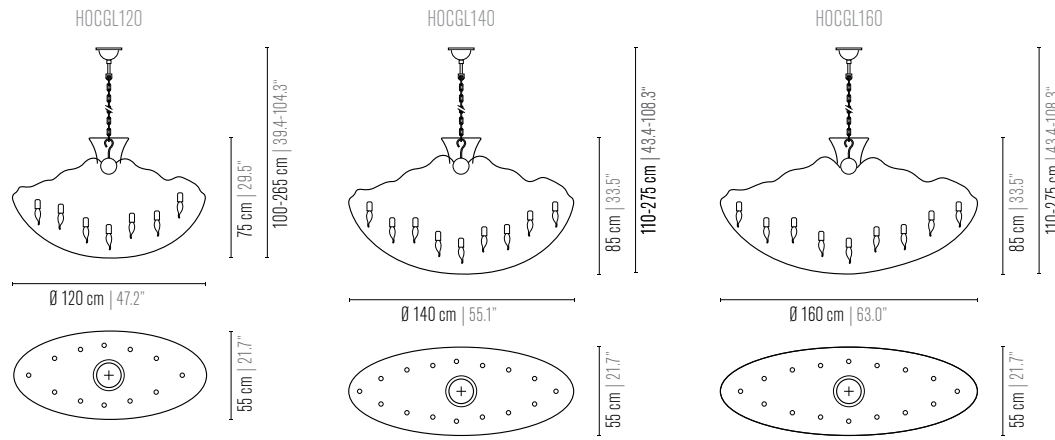 HOCGL120
75 cm | 29.5"
100-265 cm | 39.4-104.3"
Ø 120 cm | 47.2"
55 cm | 21.7"
HOCGL140
85 cm | 33.5"
110-275 cm | 43.4-108.3"
Ø 140 cm | 55.1"
55 cm | 21.7"
HOCGL160
85 cm | 33.5"
110-275 cm | 43.4-108.3"
Ø 160 cm | 63.0"
55 cm | 21.7"